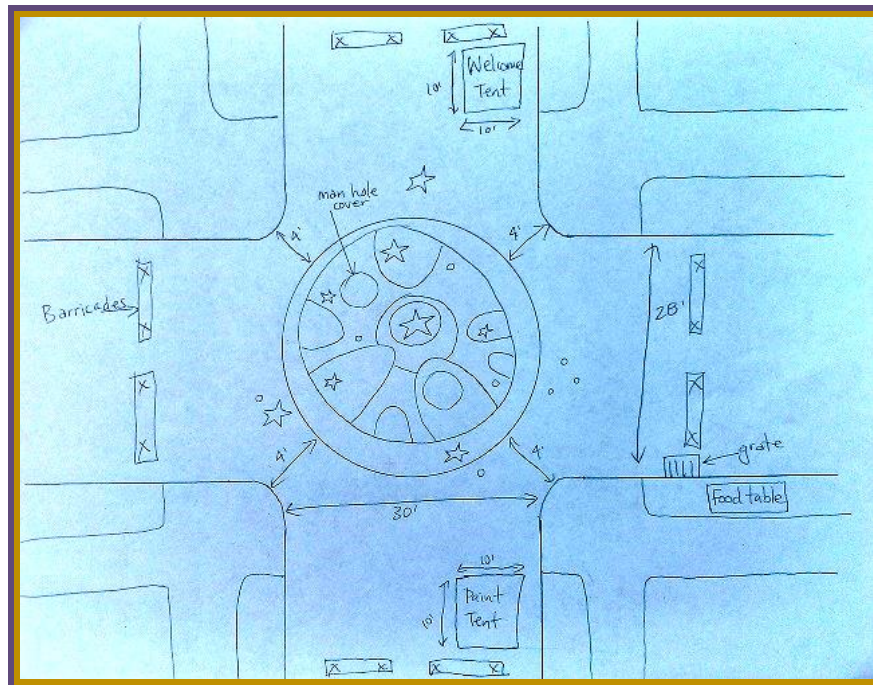 x x
x x
Welcome
Tent
10'
10'
man hole
cover
4'
4'
x
x
Barricades
x
x
x
x
28'
x
x
4'
4'
grate
Food table
30'
10'
Paint
Tent
10'
x x
x x